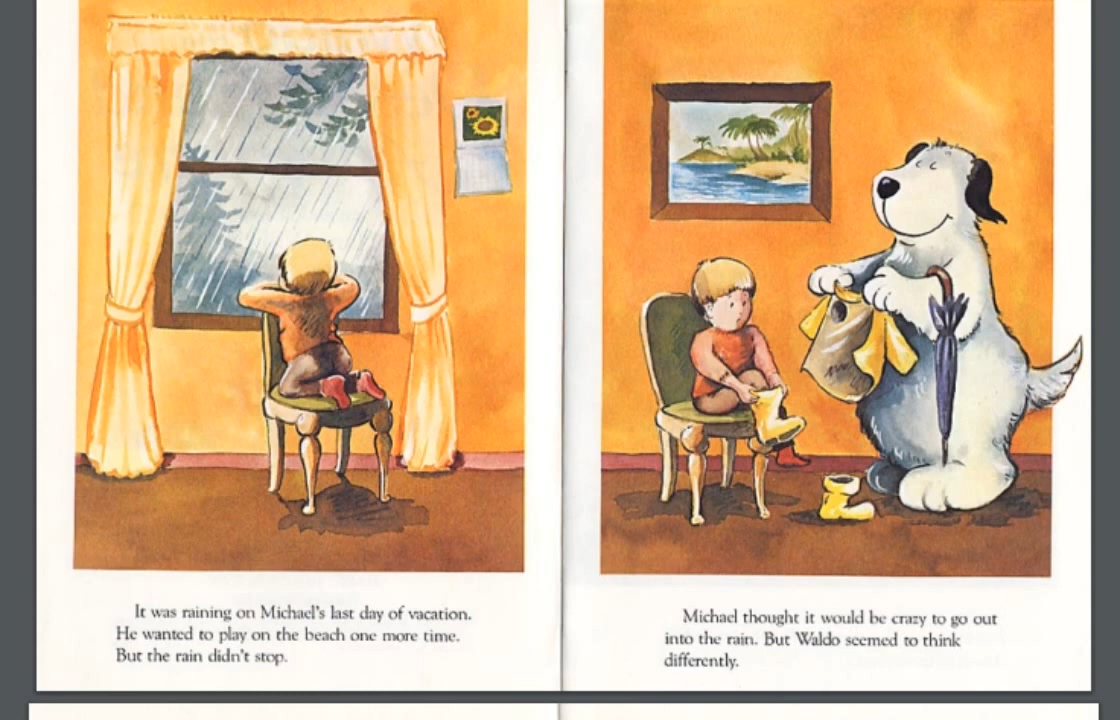 It was raining on Michael's last day of vacation.
He wanted to play on the beach one more time.
But the rain didn't stop.
Michael thought it would be crazy to go out
into the rain. But Waldo seemed to think
differently.